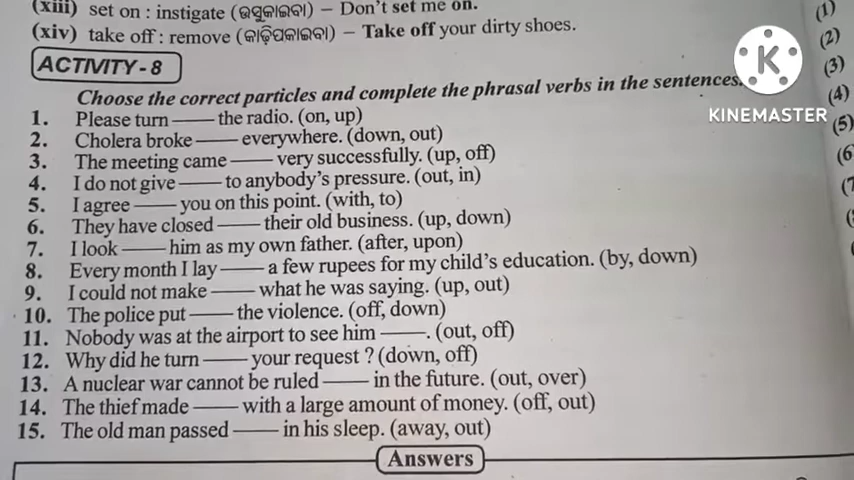 (xiii) set on : instigate (ଉସୁକାଇବା) – Don't set me on.
(xiv) take off : remove (କାଢ଼ିପକାଇବା) – Take off your dirty shoes.
ACTIVITY - 8
Choose the correct particles and complete the phrasal verbs in the sentences.
1. Please turn —— the radio. (on, up)
2. Cholera broke —— everywhere. (down, out)
3. The meeting came —— very successfully. (up, off)
4. I do not give —— to anybody's pressure. (out, in)
5. I agree —— you on this point. (with, to)
6. They have closed —— their old business. (up, down)
7. I look —— him as my own father. (after, upon)
8. Every month I lay —— a few rupees for my child's education. (by, down)
9. I could not make —— what he was saying. (up, out)
10. The police put —— the violence. (off, down)
11. Nobody was at the airport to see him ——. (out, off)
12. Why did he turn —— your request ? (down, off)
13. A nuclear war cannot be ruled —— in the future. (out, over)
14. The thief made —— with a large amount of money. (off, out)
15. The old man passed —— in his sleep. (away, out)
Answers
(1)
(2)
(3)
(4)
(5)
(6
(7
K
KINEMASTER